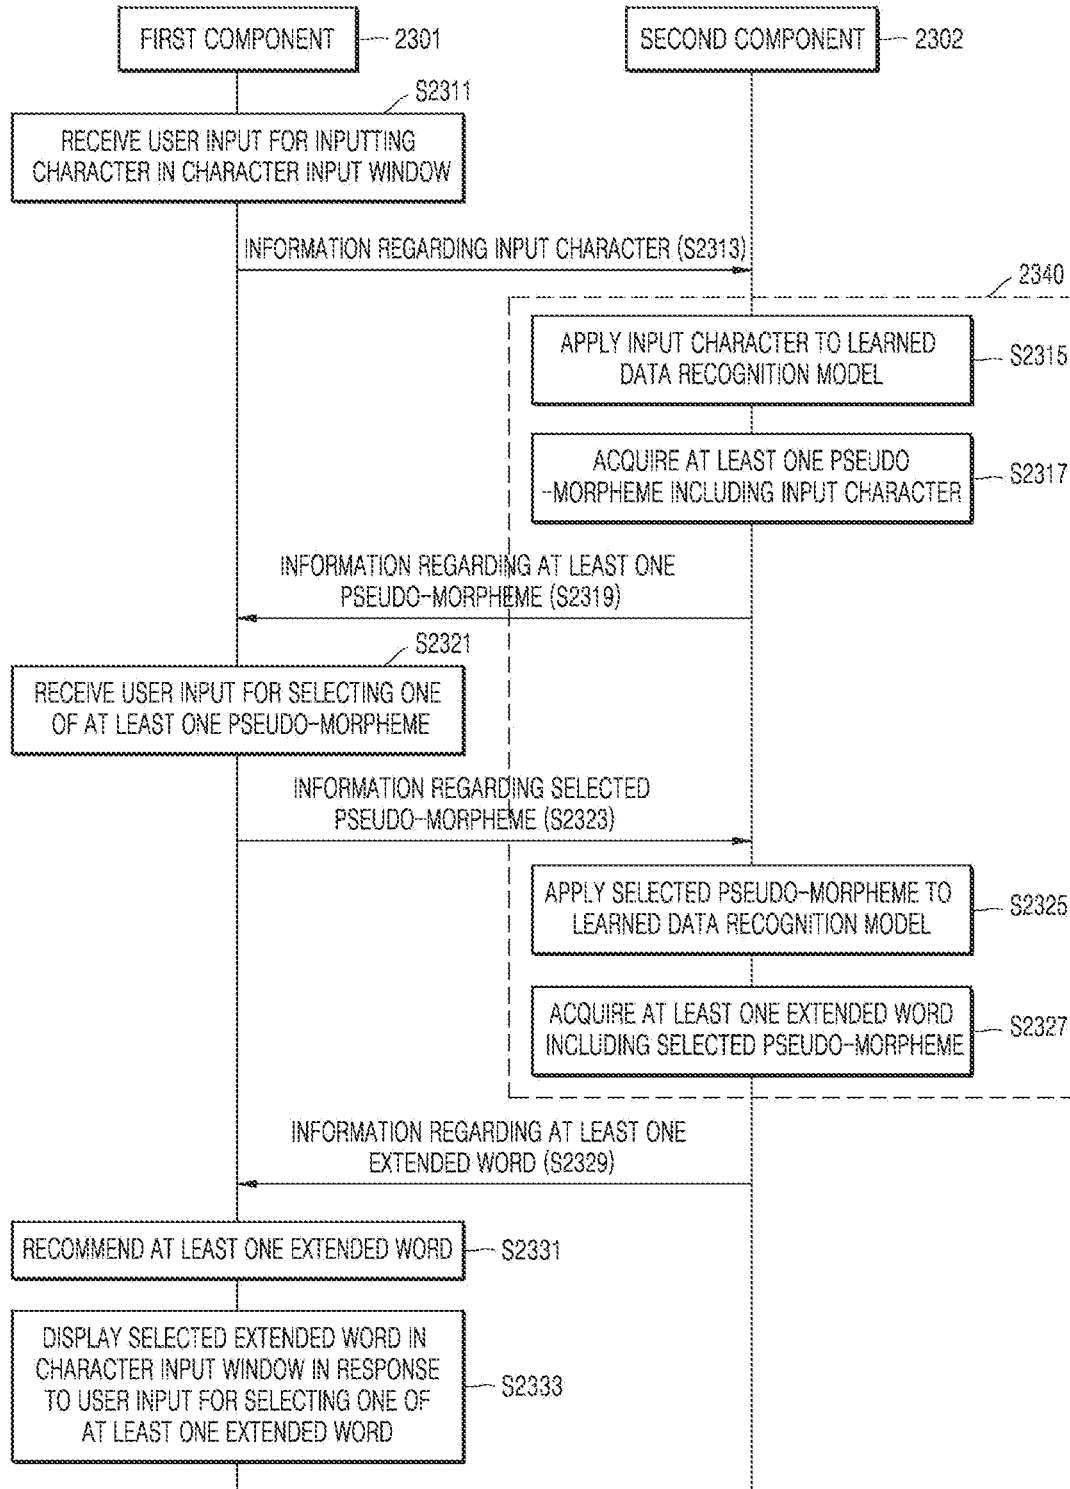 FIRST COMPONENT
2301
SECOND COMPONENT
2302
S2311
RECEIVE USER INPUT FOR INPUTTING
CHARACTER IN CHARACTER INPUT WINDOW
INFORMATION REGARDING INPUT CHARACTER (S2313)
2340
APPLY INPUT CHARACTER TO LEARNED
DATA RECOGNITION MODEL
S2315
ACQUIRE AT LEAST ONE PSEUDO
-MORPHEME INCLUDING INPUT CHARACTER
S2317
INFORMATION REGARDING AT LEAST ONE
PSEUDO-MORPHEME (S2319)
S2321
RECEIVE USER INPUT FOR SELECTING ONE
OF AT LEAST ONE PSEUDO-MORPHEME
INFORMATION REGARDING SELECTED
PSEUDO-MORPHEME (S2323)
APPLY SELECTED PSEUDO-MORPHEME TO
LEARNED DATA RECOGNITION MODEL
S2325
ACQUIRE AT LEAST ONE EXTENDED WORD
INCLUDING SELECTED PSEUDO-MORPHEME
S2327
INFORMATION REGARDING AT LEAST ONE
EXTENDED WORD (S2329)
RECOMMEND AT LEAST ONE EXTENDED WORD
S2331
DISPLAY SELECTED EXTENDED WORD IN
CHARACTER INPUT WINDOW IN RESPONSE
TO USER INPUT FOR SELECTING ONE OF
AT LEAST ONE EXTENDED WORD
S2333